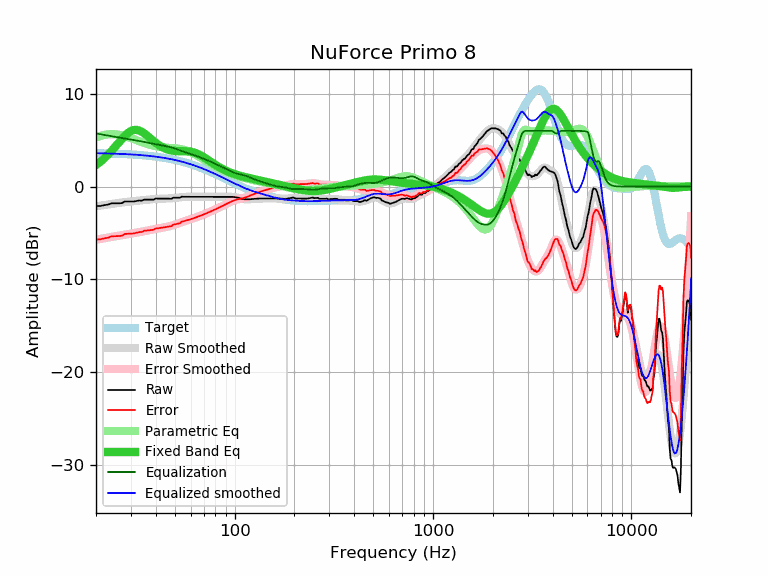 NuForce Primo 8
Amplitude (dBr)
10
0
−10
−20
−30
Target
Raw Smoothed
Error Smoothed
Raw
Error
Parametric Eq
Fixed Band Eq
Equalization
Equalized smoothed
100
1000
10000
Frequency (Hz)